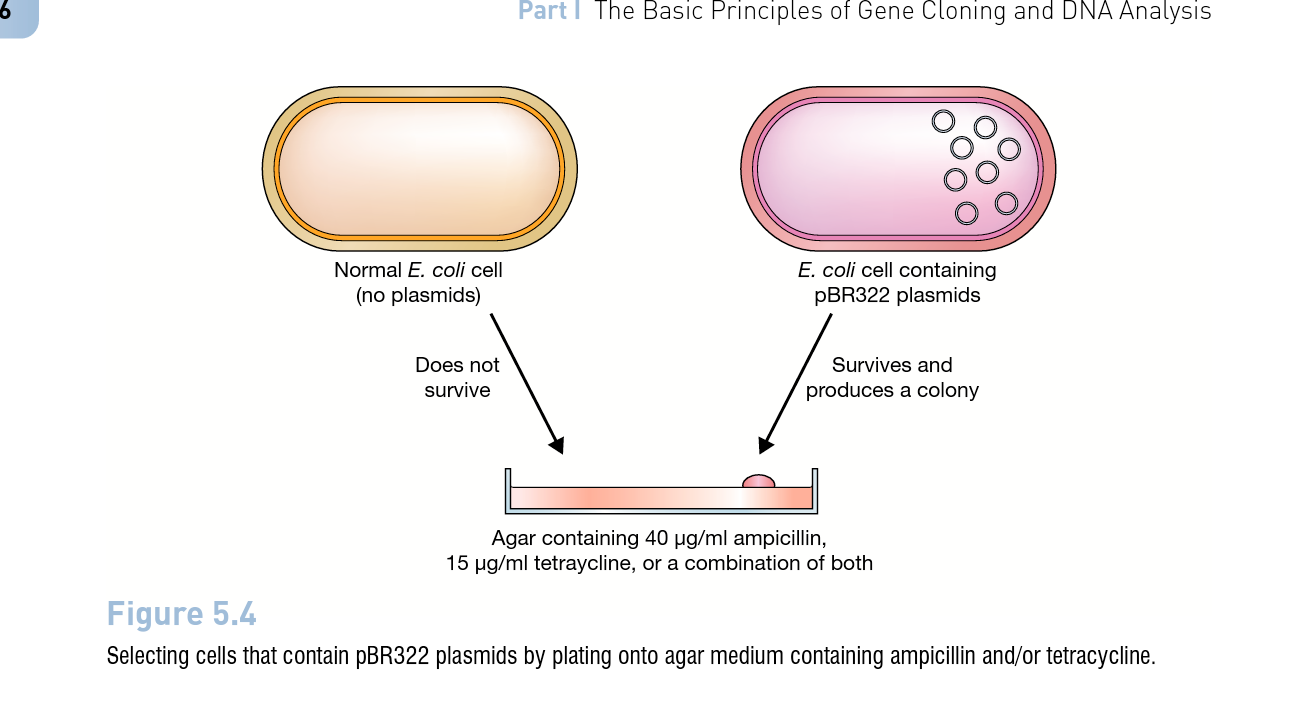 6
Part I The Basic Principles of Gene Cloning and DNA Analysis
Normal E. coli cell
(no plasmids)
E. coli cell containing
pBR322 plasmids
Does not
survive
Survives and
produces a colony
Agar containing 40 µg/ml ampicillin,
15 µg/ml tetraycline, or a combination of both
Figure 5.4
Selecting cells that contain pBR322 plasmids by plating onto agar medium containing ampicillin and/or tetracycline.